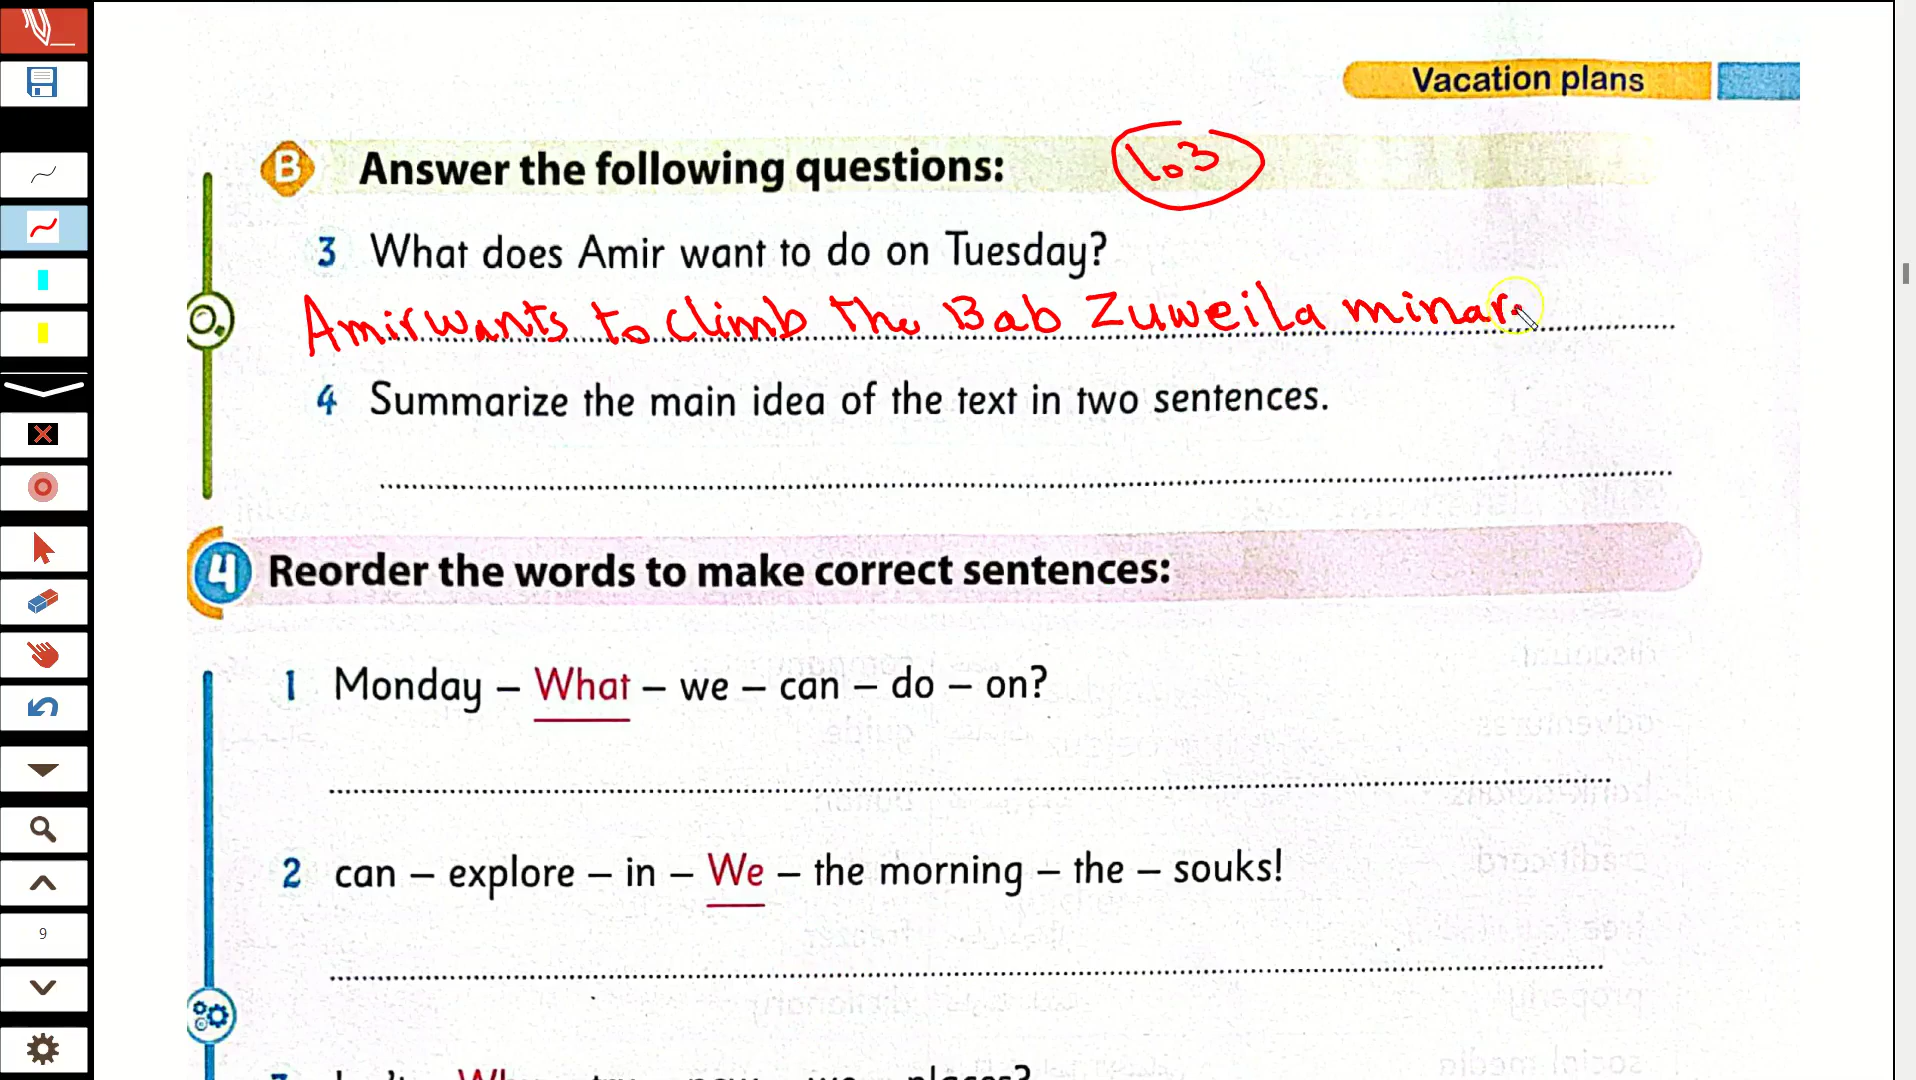 Vacation plans
B Answer the following questions: 103
3 What does Amir want to do on Tuesday?
Amir wants to climb the Bab Zuweila minar
4 Summarize the main idea of the text in two sentences.
4 Reorder the words to make correct sentences:
1 Monday – What – we – can – do – on?
2 can – explore – in – We – the morning – the – souks!
9